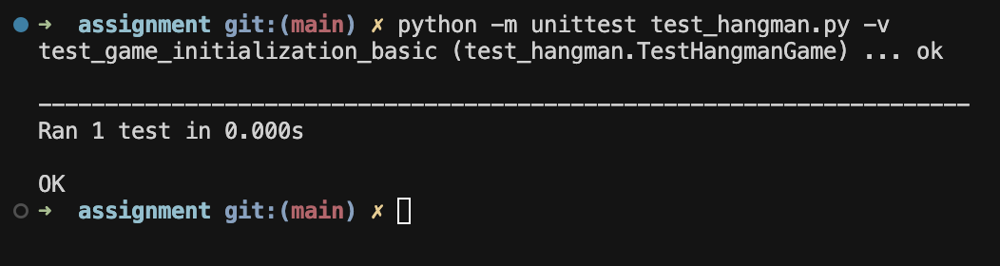 ➜ assignment git:(main) ✗ python -m unittest test_hangman.py -v
test_game_initialization_basic (test_hangman.TestHangmanGame) ... ok
----------------------------------------------------------------------
Ran 1 test in 0.000s
OK
➜ assignment git:(main) ✗